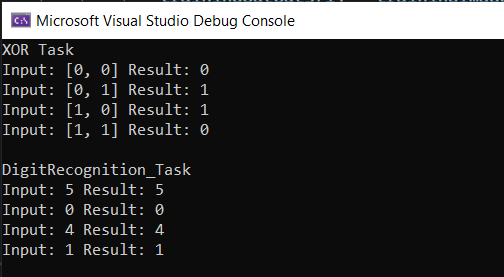 Microsoft Visual Studio Debug Console
XOR Task
Input: [0, 0] Result: 0
Input: [0, 1] Result: 1
Input: [1, 0] Result: 1
Input: [1, 1] Result: 0
DigitRecognition_Task
Input: 5 Result: 5
Input: 0 Result: 0
Input: 4 Result: 4
Input: 1 Result: 1